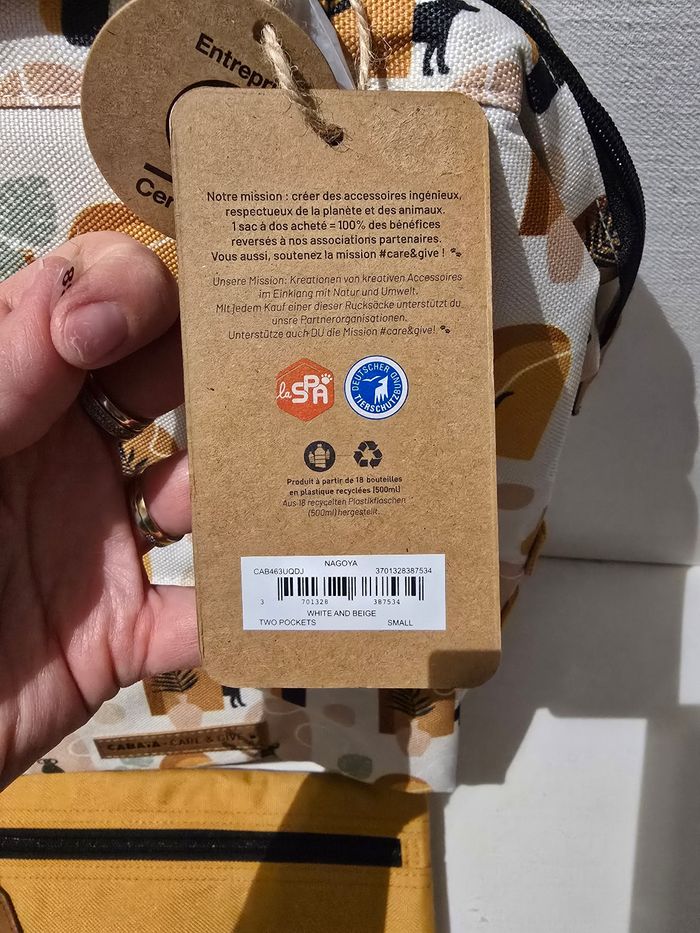 Entrepri
Cer
Notre mission : créer des accessoires ingénieux,
respectueux de la planète et des animaux.
1 sac à dos acheté = 100% des bénéfices
reversés à nos associations partenaires.
Vous aussi, soutenez la mission #care&give !
Unsere Mission: Kreationen von kreativen Accessoires
im Einklang mit Natur und Umwelt.
Mit jedem Kauf einer dieser Rucksäcke unterstützt du
unsre Partnerorganisationen.
Unterstütze auch DU die Mission #care&give!
la SPA
DEUTSCHER
TIERSCHUTZBUND
Produit à partir de 18 bouteilles
en plastique recyclées (500ml)
Aus 18 recycelten Plastikflaschen
(500ml) hergestellt.
NAGOYA
CAB463UQDJ 3701328387534
3 701328 387534
WHITE AND BEIGE
TWO POCKETS SMALL
CABAIA · CARE & GIVE